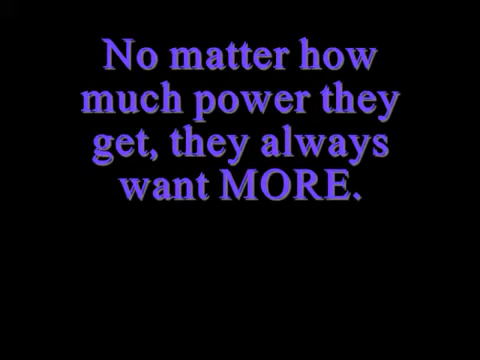 No matter how
much power they
get, they always
want MORE.